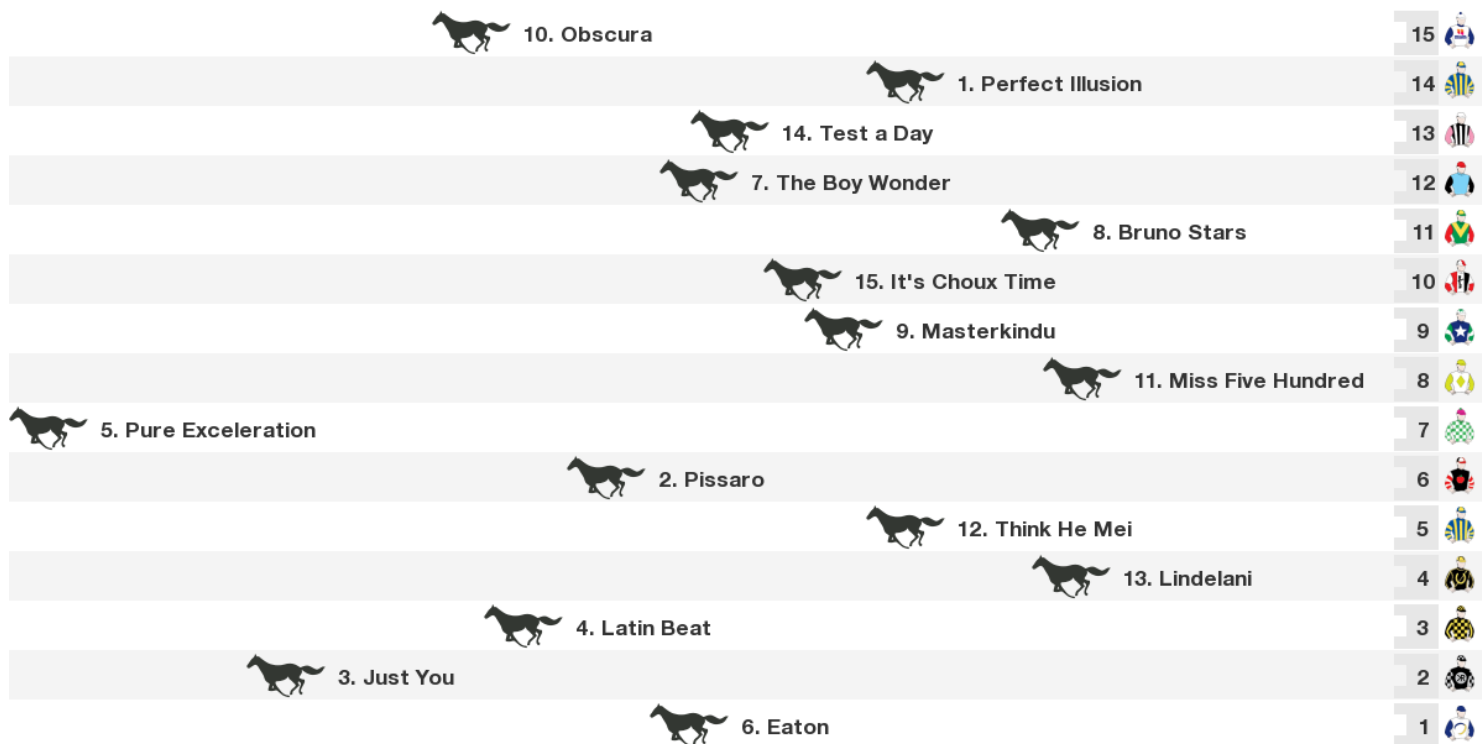 10. Obscura 15
1. Perfect Illusion 14
14. Test a Day 13
7. The Boy Wonder 12
8. Bruno Stars 11
15. It's Choux Time 10
9. Masterkindu 9
11. Miss Five Hundred 8
5. Pure Exceleration 7
2. Pissaro 6
12. Think He Mei 5
13. Lindelani 4
4. Latin Beat 3
3. Just You 2
6. Eaton 1